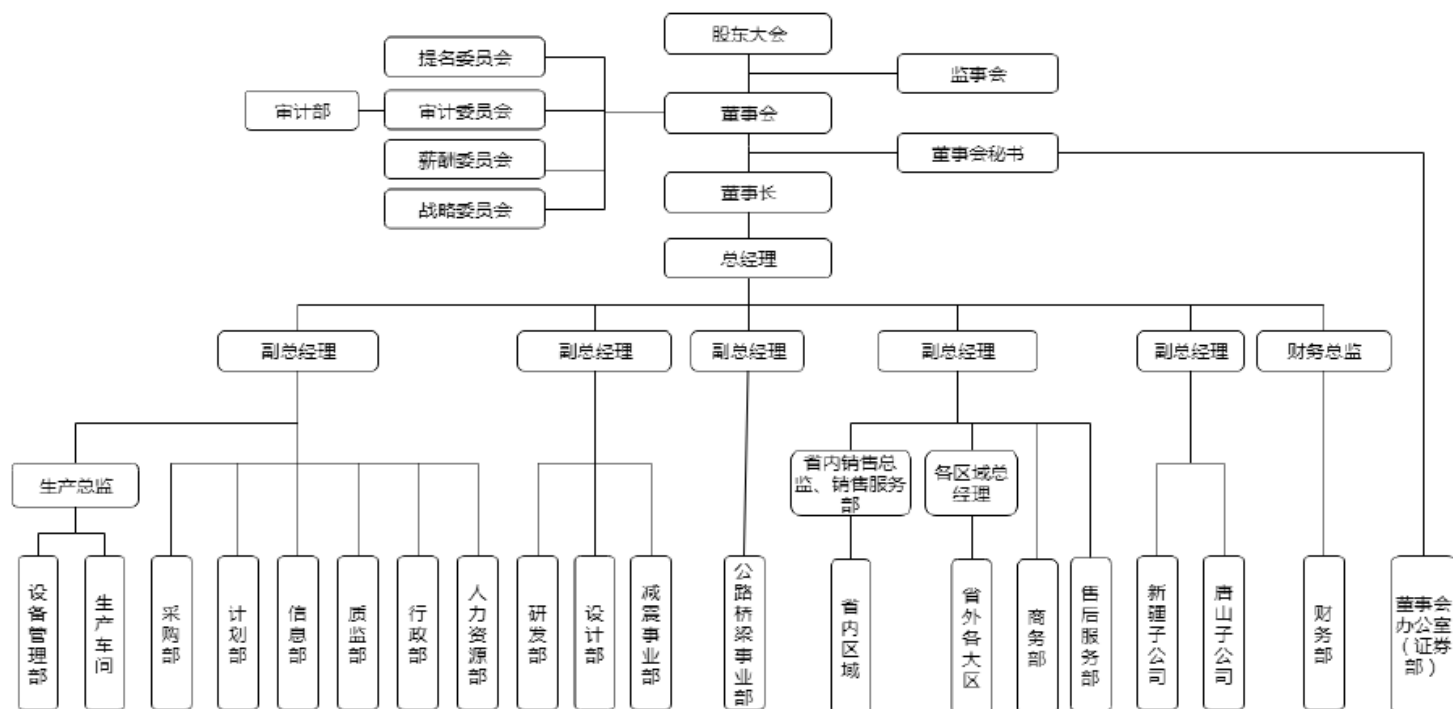 股东大会
提名委员会
监事会
审计部
审计委员会
董事会
薪酬委员会
董事会秘书
战略委员会
董事长
总经理
副总经理
副总经理
副总经理
副总经理
副总经理
财务总监
生产总监
省内销售总
监、销售服务
部
各区域总
经理
设备管理部
生产车间
采购部
计划部
信息部
质监部
行政部
人力资源部
研发部
设计部
减震事业部
公路桥梁事业部
省内区域
省外各大区
商务部
售后服务部
新疆子公司
唐山子公司
财务部
董事会
办公室
（证券
部）